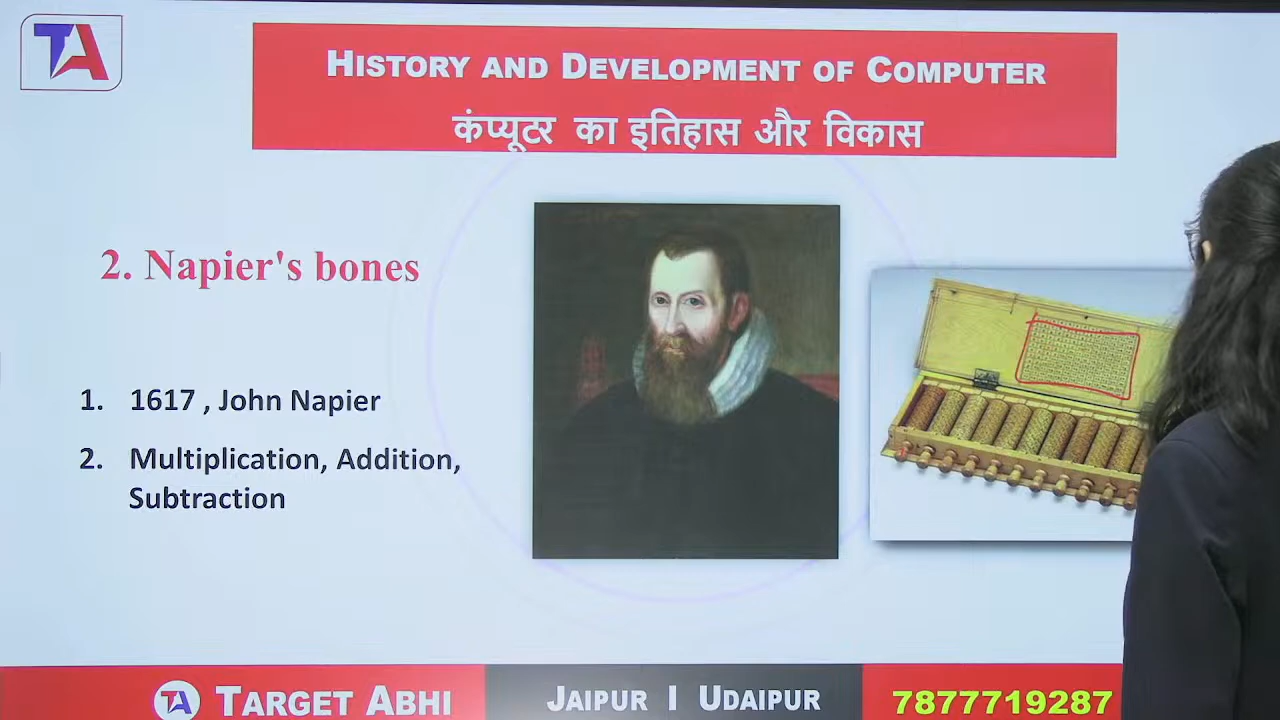 TA
HISTORY AND DEVELOPMENT OF COMPUTER
कंप्यूटर का इतिहास और विकास
2. Napier's bones
1. 1617 , John Napier
2. Multiplication, Addition,
Subtraction
TA TARGET ABHI
JAIPUR I UDAIPUR
7877719287